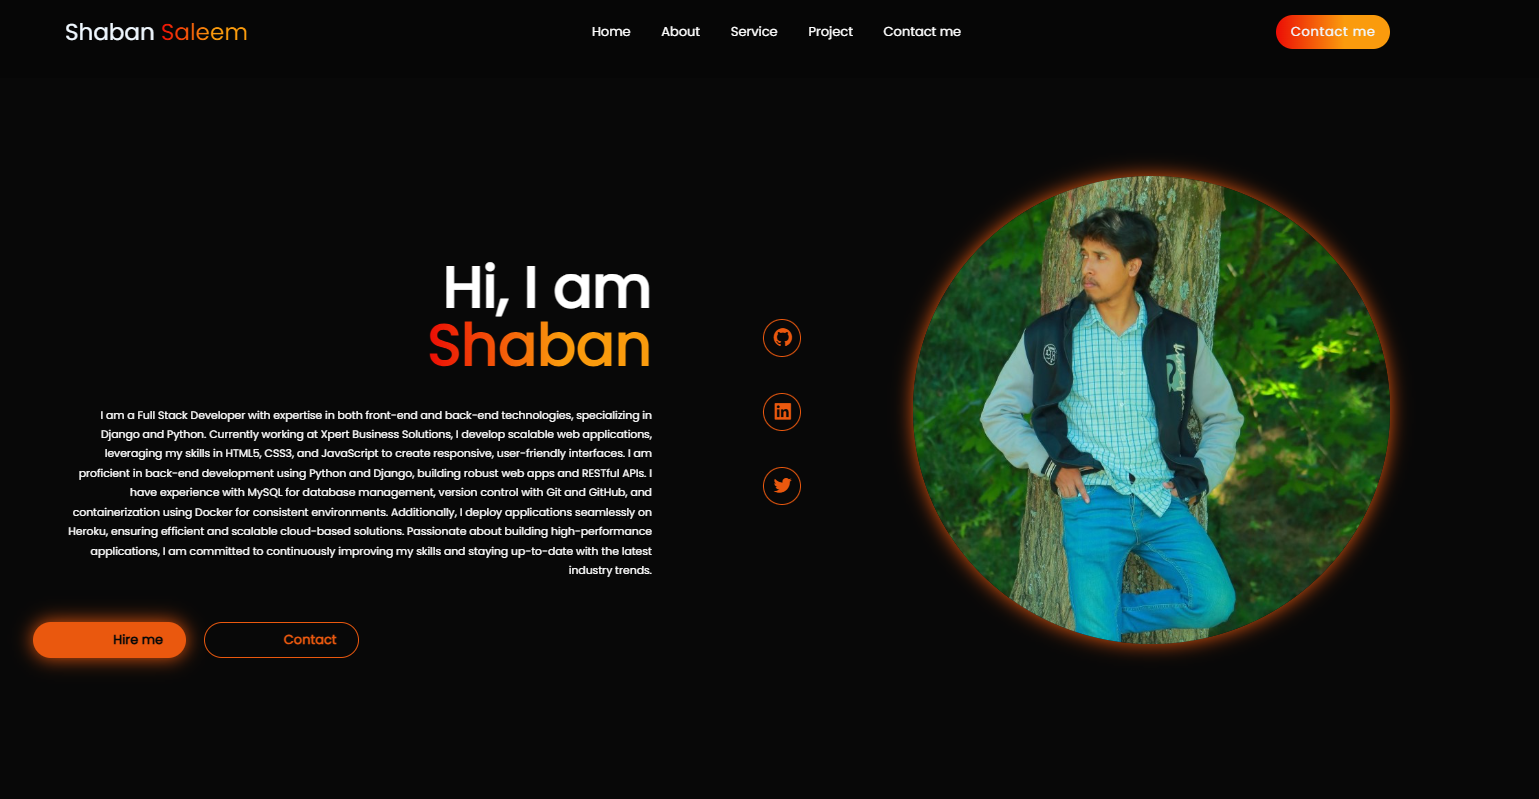 Shaban Saleem
Home About Service Project Contact me
Contact me
Hi, I am
Shaban
I am a Full Stack Developer with expertise in both front-end and back-end technologies, specializing in
Django and Python. Currently working at Xpert Business Solutions, I develop scalable web applications,
leveraging my skills in HTML5, CSS3, and JavaScript to create responsive, user-friendly interfaces. I am
proficient in back-end development using Python and Django, building robust web apps and RESTful APIs. I
have experience with MySQL for database management, version control with Git and GitHub, and
containerization using Docker for consistent environments. Additionally, I deploy applications seamlessly on
Heroku, ensuring efficient and scalable cloud-based solutions. Passionate about building high-performance
applications, I am committed to continuously improving my skills and staying up-to-date with the latest
industry trends.
Hire me
Contact
in